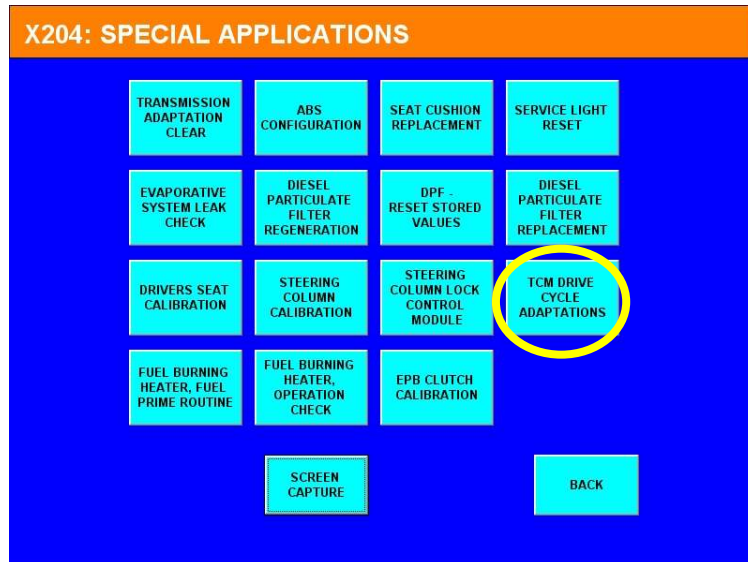 X204: SPECIAL APPLICATIONS
TRANSMISSION
ADAPTATION
CLEAR
ABS
CONFIGURATION
SEAT CUSHION
REPLACEMENT
SERVICE LIGHT
RESET
EVAPORATIVE
SYSTEM LEAK
CHECK
DIESEL
PARTICULATE
FILTER
REGENERATION
DPF -
RESET STORED
VALUES
DIESEL
PARTICULATE
FILTER
REPLACEMENT
DRIVERS SEAT
CALIBRATION
STEERING
COLUMN
CALIBRATION
STEERING
COLUMN LOCK
CONTROL
MODULE
TCM DRIVE
CYCLE
ADAPTATIONS
FUEL BURNING
HEATER, FUEL
PRIME ROUTINE
FUEL BURNING
HEATER,
OPERATION
CHECK
EPB CLUTCH
CALIBRATION
SCREEN
CAPTURE
BACK